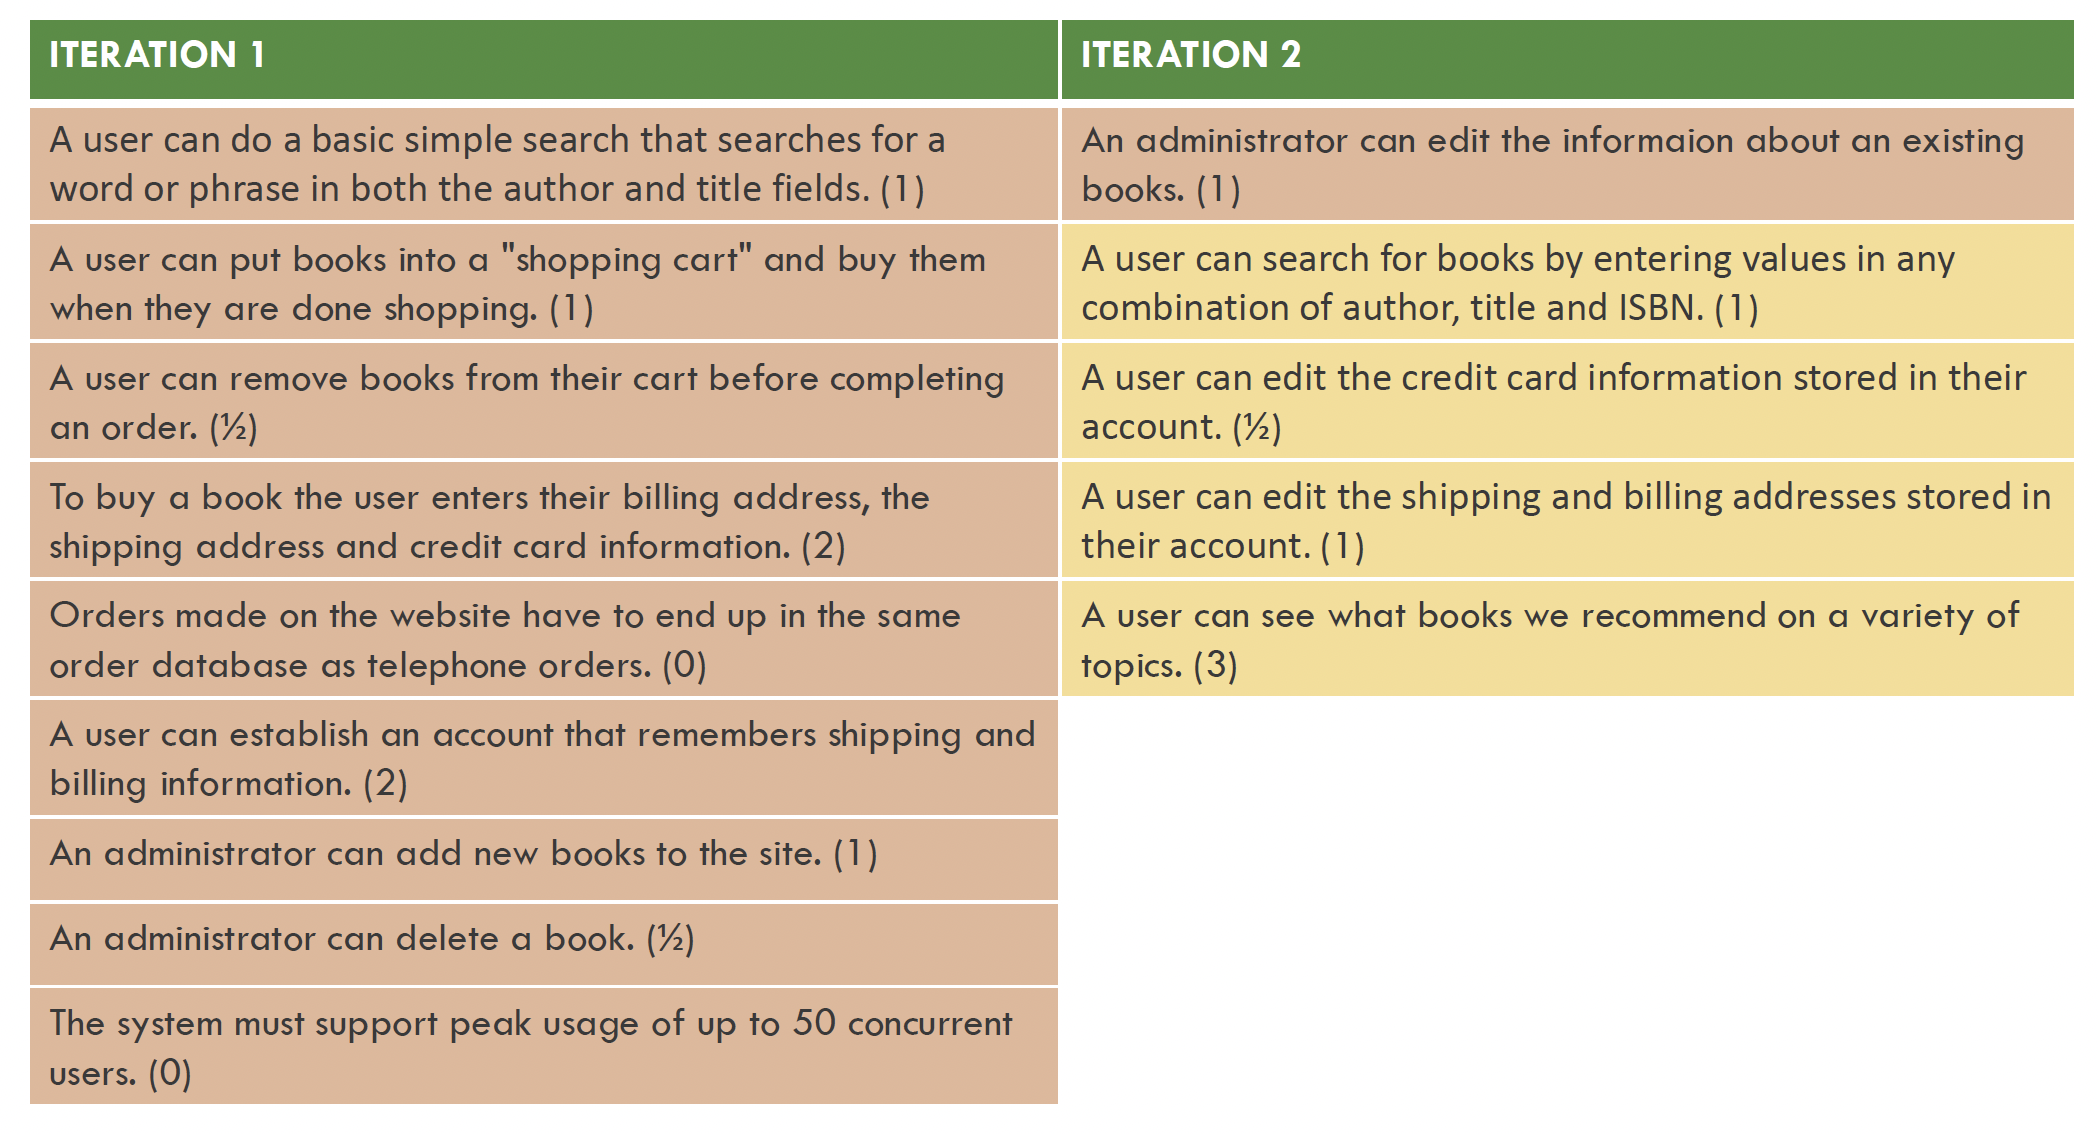 ITERATION 1
A user can do a basic simple search that searches for a
word or phrase in both the author and title fields. (1)
A user can put books into a "shopping cart" and buy them
when they are done shopping. (1)
A user can remove books from their cart before completing
an order. (½)
To buy a book the user enters their billing address, the
shipping address and credit card information. (2)
Orders made on the website have to end up in the same
order database as telephone orders. (0)
A user can establish an account that remembers shipping and
billing information. (2)
An administrator can add new books to the site. (1)
An administrator can delete a book. (½)
The system must support peak usage of up to 50 concurrent
users. (0)
ITERATION 2
An administrator can edit the informaion about an existing
books. (1)
A user can search for books by entering values in any
combination of author, title and ISBN. (1)
A user can edit the credit card information stored in their
account. (½)
A user can edit the shipping and billing addresses stored in
their account. (1)
A user can see what books we recommend on a variety of
topics. (3)